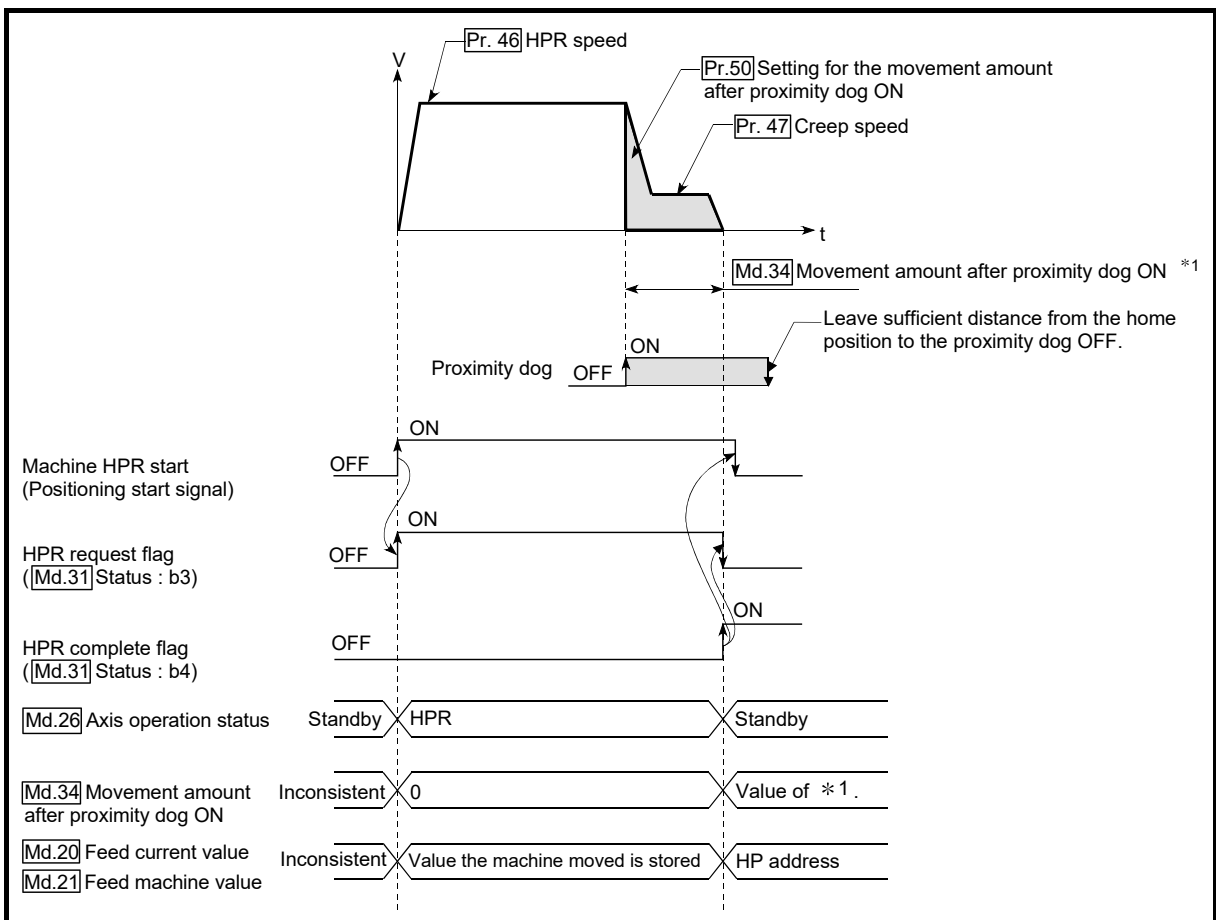 Pr. 46 HPR speed
V
Pr.50 Setting for the movement amount
after proximity dog ON
Pr. 47 Creep speed
t
Md.34 Movement amount after proximity dog ON *1
Leave sufficient distance from the home
position to the proximity dog OFF.
ON
Proximity dog OFF
ON
Machine HPR start
(Positioning start signal)
OFF
ON
HPR request flag
( Md.31 Status : b3)
OFF
ON
HPR complete flag
( Md.31 Status : b4)
OFF
Md.26 Axis operation status Standby HPR Standby
Md.34 Movement amount
after proximity dog ON
Inconsistent 0 Value of *1 .
Md.20 Feed current value
Md.21 Feed machine value
Inconsistent Value the machine moved is stored HP address